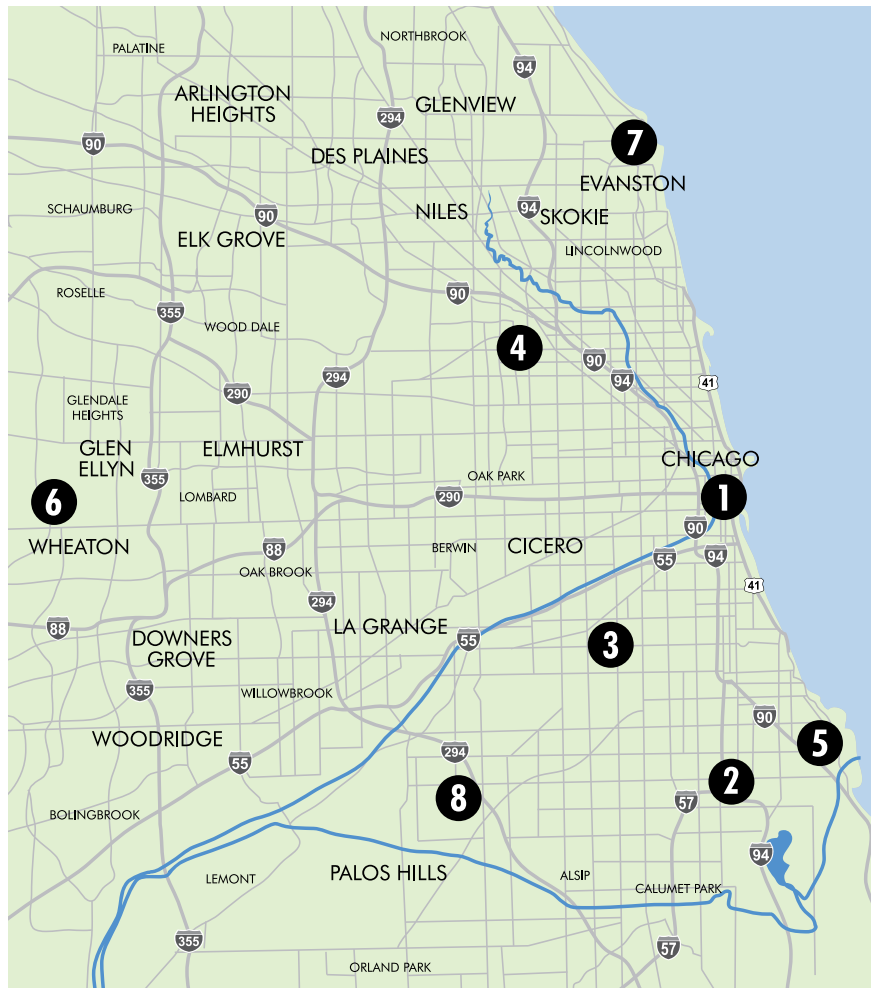 NORTHBROOK
PALATINE
94
ARLINGTON
HEIGHTS
GLENVIEW
294
90
7
DES PLAINES
EVANSTON
SCHAUMBURG
NILES
94
SKOKIE
90
ELK GROVE
LINCOLNWOOD
ROSELLE
90
355
WOOD DALE
4
90
94
41
294
290
GLENDALE
HEIGHTS
GLEN
ELLYN
ELMHURST
CHICAGO
355
OAK PARK
LOMBARD
290
1
6
90
WHEATON
88
BERWIN
CICERO
55
94
OAK BROOK
41
294
88
LA GRANGE
DOWNERS
GROVE
55
3
355
WILLOWBROOK
90
WOODRIDGE
294
5
55
2
8
57
BOLINGBROOK
94
LEMONT
PALOS HILLS
ALSIP
CALUMET PARK
355
57
ORLAND PARK